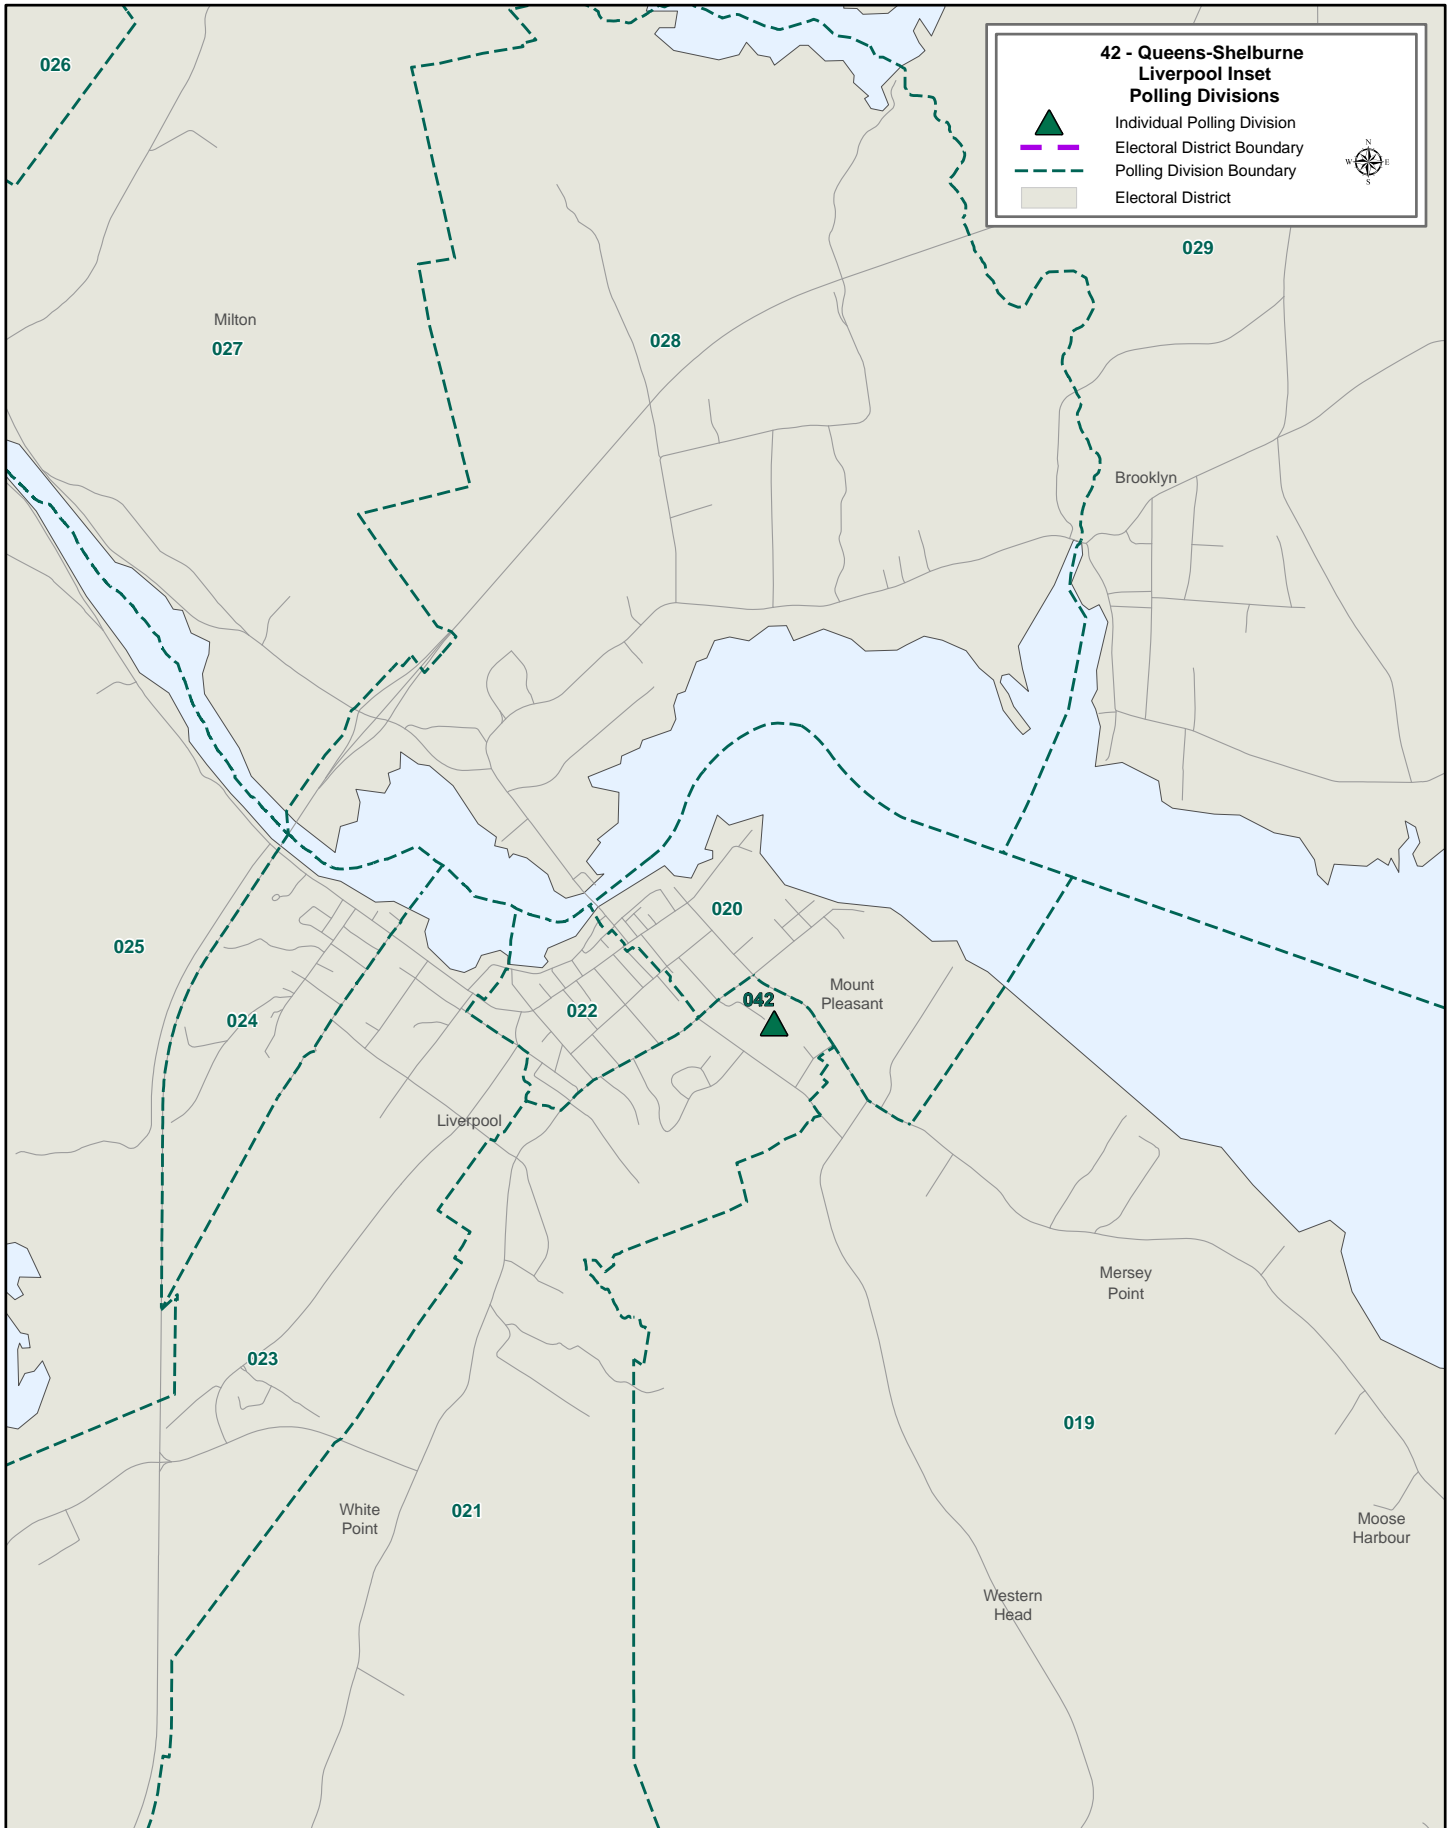 42 - Queens-Shelburne
Liverpool Inset
Polling Divisions
Individual Polling Division
Electoral District Boundary
Polling Division Boundary
Electoral District
N
W
E
S
026
029
Milton
027
028
Brooklyn
020
025
Mount
Pleasant
042
022
024
Liverpool
Mersey
Point
023
019
White
Point
021
Moose
Harbour
Western
Head